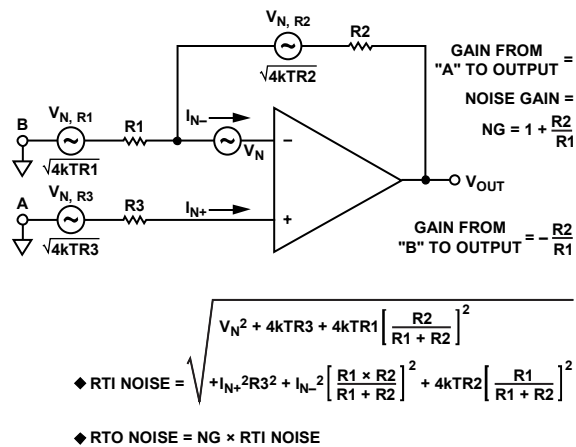 V_N, R2
R2
√4kTR2
GAIN FROM
"A" TO OUTPUT =
NOISE GAIN =
NG = 1 + R2/R1
B
V_N, R1
R1
I_N–
V_N
–
√4kTR1
A
V_N, R3
R3
I_N+
+
√4kTR3
V_OUT
GAIN FROM
"B" TO OUTPUT = – R2/R1
◆ RTI NOISE = √ V_N² + 4kTR3 + 4kTR1 [R2/(R1 + R2)]²
+ I_N+²R3² + I_N–² [(R1 × R2)/(R1 + R2)]² + 4kTR2 [R1/(R1 + R2)]²
◆ RTO NOISE = NG × RTI NOISE